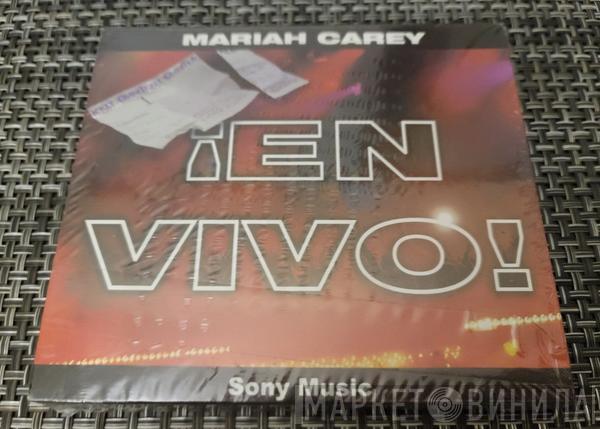 MARIAH CAREY
¡EN
VIVO!
Sony Music
МАРКЕТ ВИНИЛА